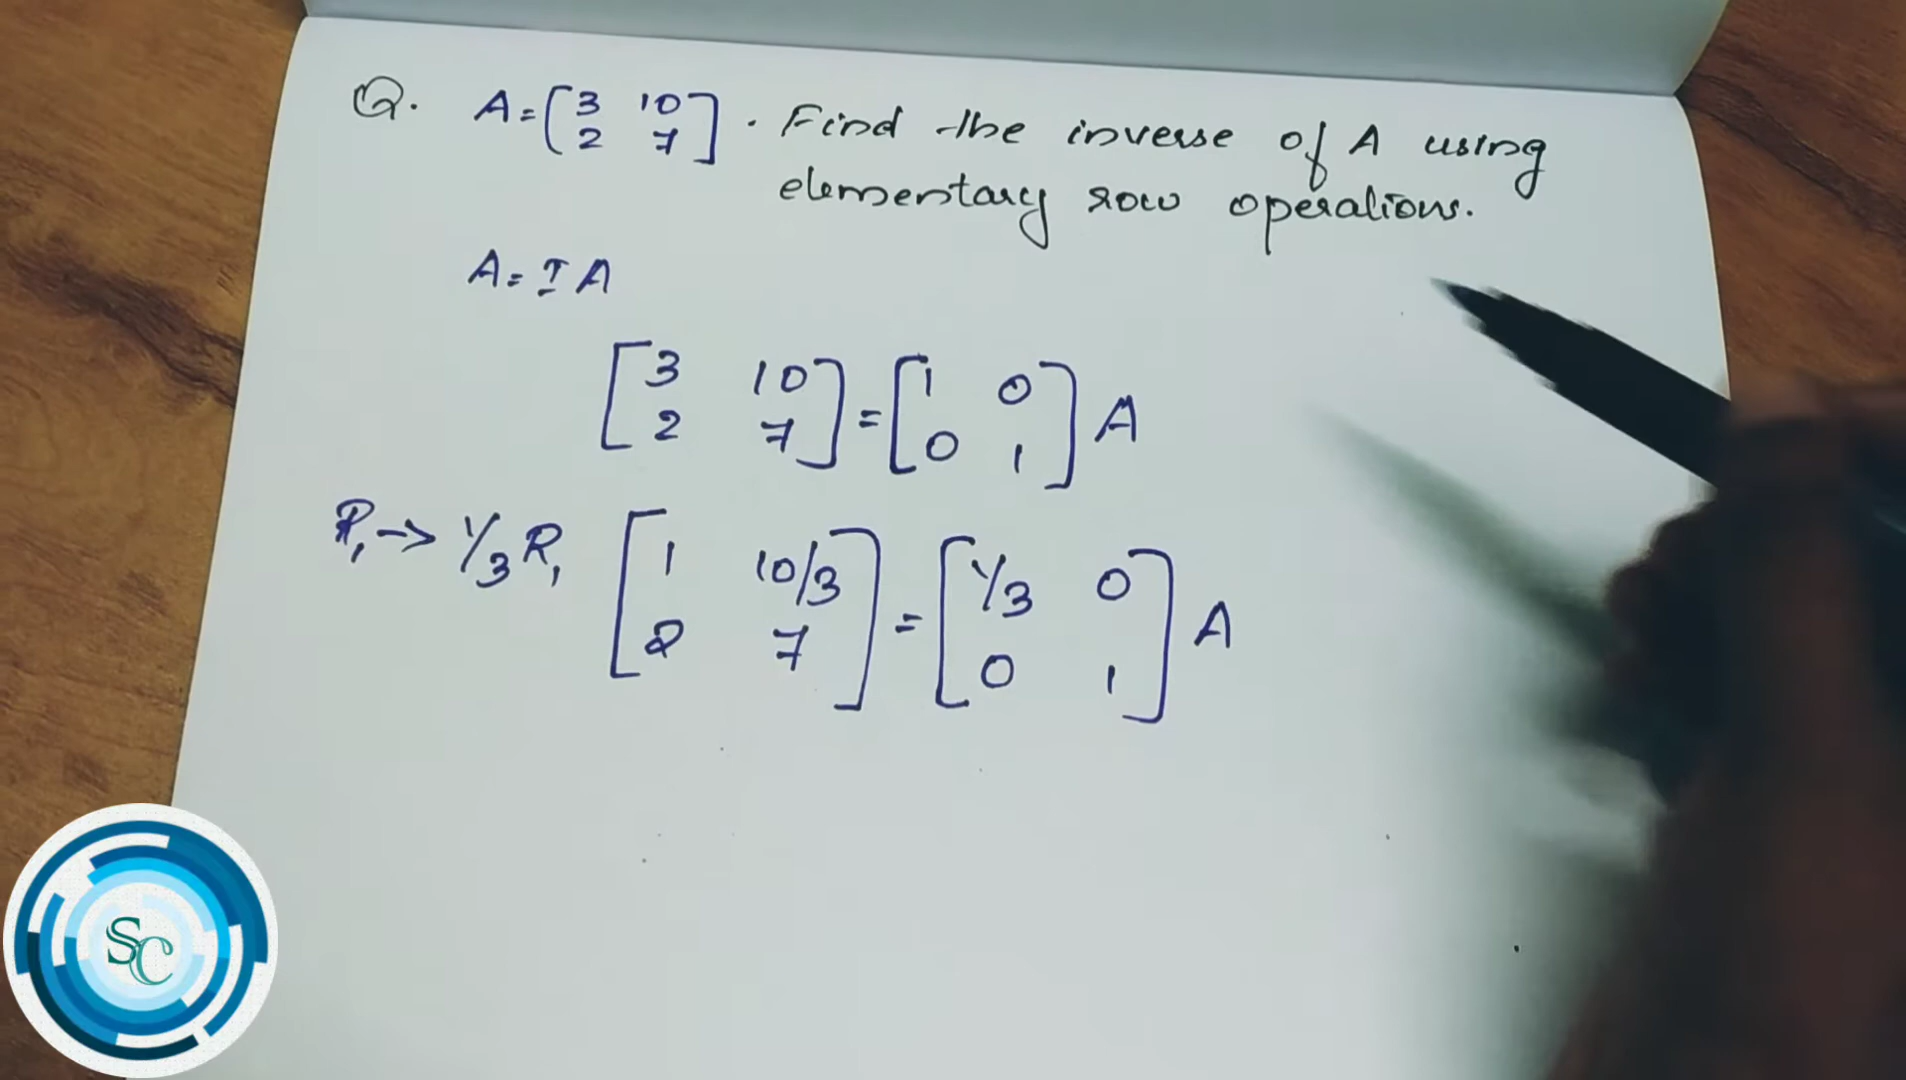 Q. A = [3 10 2 7] . Find the inverse of A using
elementary row operations.
A = I A
[3 10 2 7] = [1 0 0 1] A
R₁ → 1/3 R₁ [1 10/3 2 7] = [1/3 0 0 1] A
SC